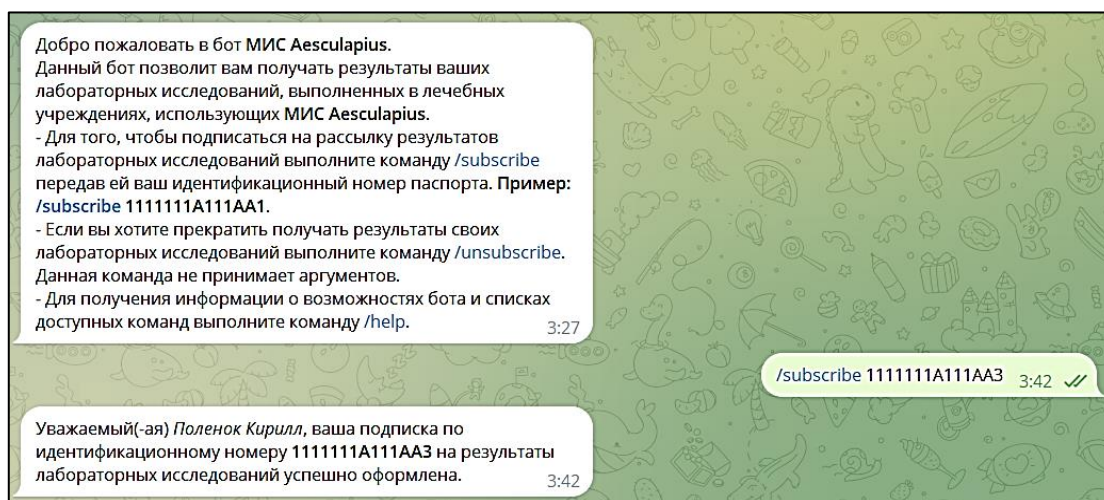 Добро пожаловать в бот МИС Aesculapius.
Данный бот позволит вам получать результаты ваших
лабораторных исследований, выполненных в лечебных
учреждениях, использующих МИС Aesculapius.
- Для того, чтобы подписаться на рассылку результатов
лабораторных исследований выполните команду /subscribe
передав ей ваш идентификационный номер паспорта. Пример:
/subscribe 1111111A111AA1.
- Если вы хотите прекратить получать результаты своих
лабораторных исследований выполните команду /unsubscribe.
Данная команда не принимает аргументов.
- Для получения информации о возможностях бота и списках
доступных команд выполните команду /help.
3:27
/subscribe 1111111A111AA3 3:42
Уважаемый(-ая) Поленок Кирилл, ваша подписка по
идентификационному номеру 1111111A111AA3 на результаты
лабораторных исследований успешно оформлена.
3:42